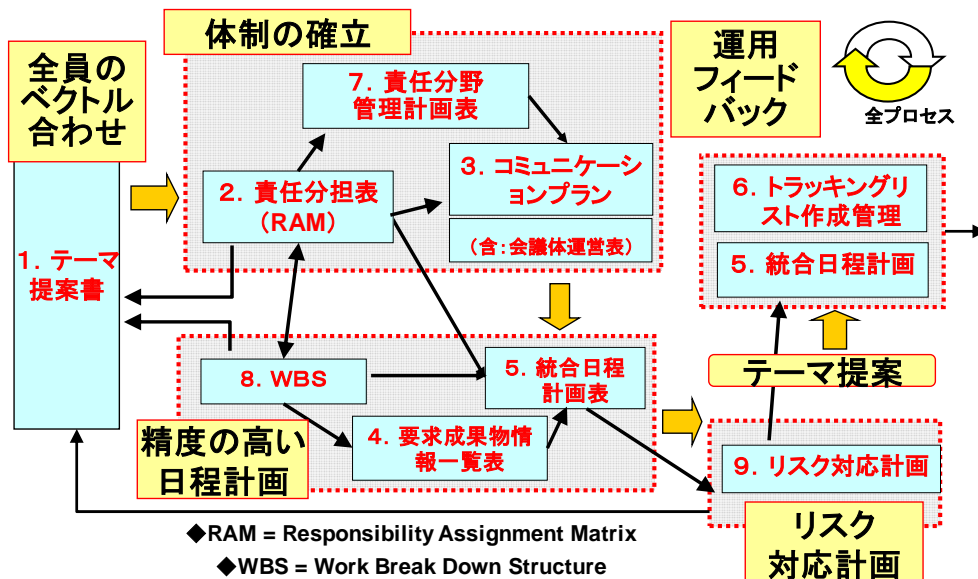 全員の
ベクトル
合わせ
1. テーマ
提案書
体制の確立
7. 責任分野
管理計画表
2. 責任分担表
(RAM)
3. コミュニケーシ
ョンプラン
(含:会議体運営表)
運用
フィード
バック
全プロセス
6. トラッキングリ
スト作成管理
5. 統合日程計画
テーマ提案
8. WBS
5. 統合日程
計画表
4. 要求成果物情
報一覧表
精度の高い
日程計画
9. リスク対応計画
リスク
対応計画
◆RAM = Responsibility Assignment Matrix
◆WBS = Work Break Down Structure